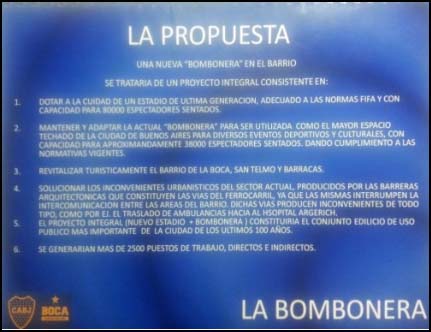 LA PROPUESTA
UNA NUEVA "BOMBONERA" EN EL BARRIO
SE TRATARIA DE UN PROYECTO INTEGRAL CONSISTENTE EN:
1. DOTAR A LA CUIDAD DE UN ESTADIO DE ULTIMA GENERACION, ADECUADO A LAS NORMAS FIFA Y CON
CAPACIDAD PARA 80000 ESPECTADORES SENTADOS.
2. MANTENER Y ADAPTAR LA ACTUAL "BOMBONERA" PARA SER UTILIZADA COMO EL MAYOR ESPACIO
TECHADO DE LA CIUDAD DE BUENOS AIRES PARA DIVERSOS EVENTOS DEPORTIVOS Y CULTURALES, CON
CAPACIDAD PARA APROXIMANDAMENTE 38000 ESPECTADORES SENTADOS. DANDO CUMPLIMIENTO A LAS
NORMATIVAS VIGENTES.
3. REVITALIZAR TURISTICAMENTE EL BARRIO DE LA BOCA, SAN TELMO Y BARRACAS.
4. SOLUCIONAR LOS INCONVENIENTES URBANISTICOS DEL SECTOR ACTUAL, PRODUCIDOS POR LAS BARRERAS
ARQUITECTONICAS QUE CONSTITUYEN LAS VIAS DEL FERROCARRIL, YA QUE LAS MISMAS INTERRUMPEN LA
INTERCOMUNICACION ENTRE LAS AREAS DEL BARRIO. DICHAS VIAS PRODUCEN INCONVENIENTES DE TODO
TIPO, COMO POR EJ. EL TRASLADO DE AMBULANCIAS HACIA AL HSOPITAL ARGERICH.
5. EL PROYECTO INTEGRAL (NUEVO ESTADIO + BOMBONERA) CONSTITUIRIA EL CONJUNTO EDILICIO DE USO
PUBLICO MAS IMPORTANTE DE LA CIUDAD DE LOS ULTIMOS 100 AÑOS.
6. SE GENERARIAN MAS DE 2500 PUESTOS DE TRABAJO, DIRECTOS E INDIRECTOS.
CABJ
BOCA
LA BOMBONERA